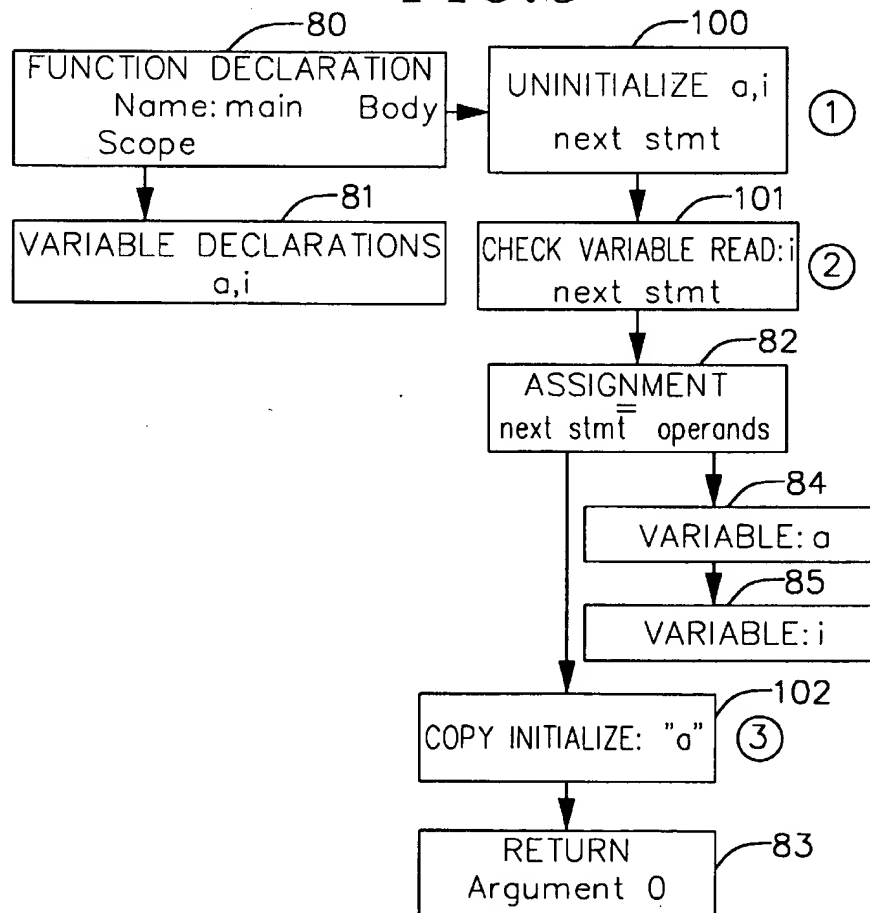 80
FUNCTION DECLARATION
Name: main Body
Scope
100
UNINITIALIZE a,i
next stmt
1
81
VARIABLE DECLARATIONS
a,i
101
CHECK VARIABLE READ: i
next stmt
2
82
ASSIGNMENT
=
next stmt operands
84
VARIABLE: a
85
VARIABLE: i
102
COPY INITIALIZE: "a"
3
83
RETURN
Argument 0